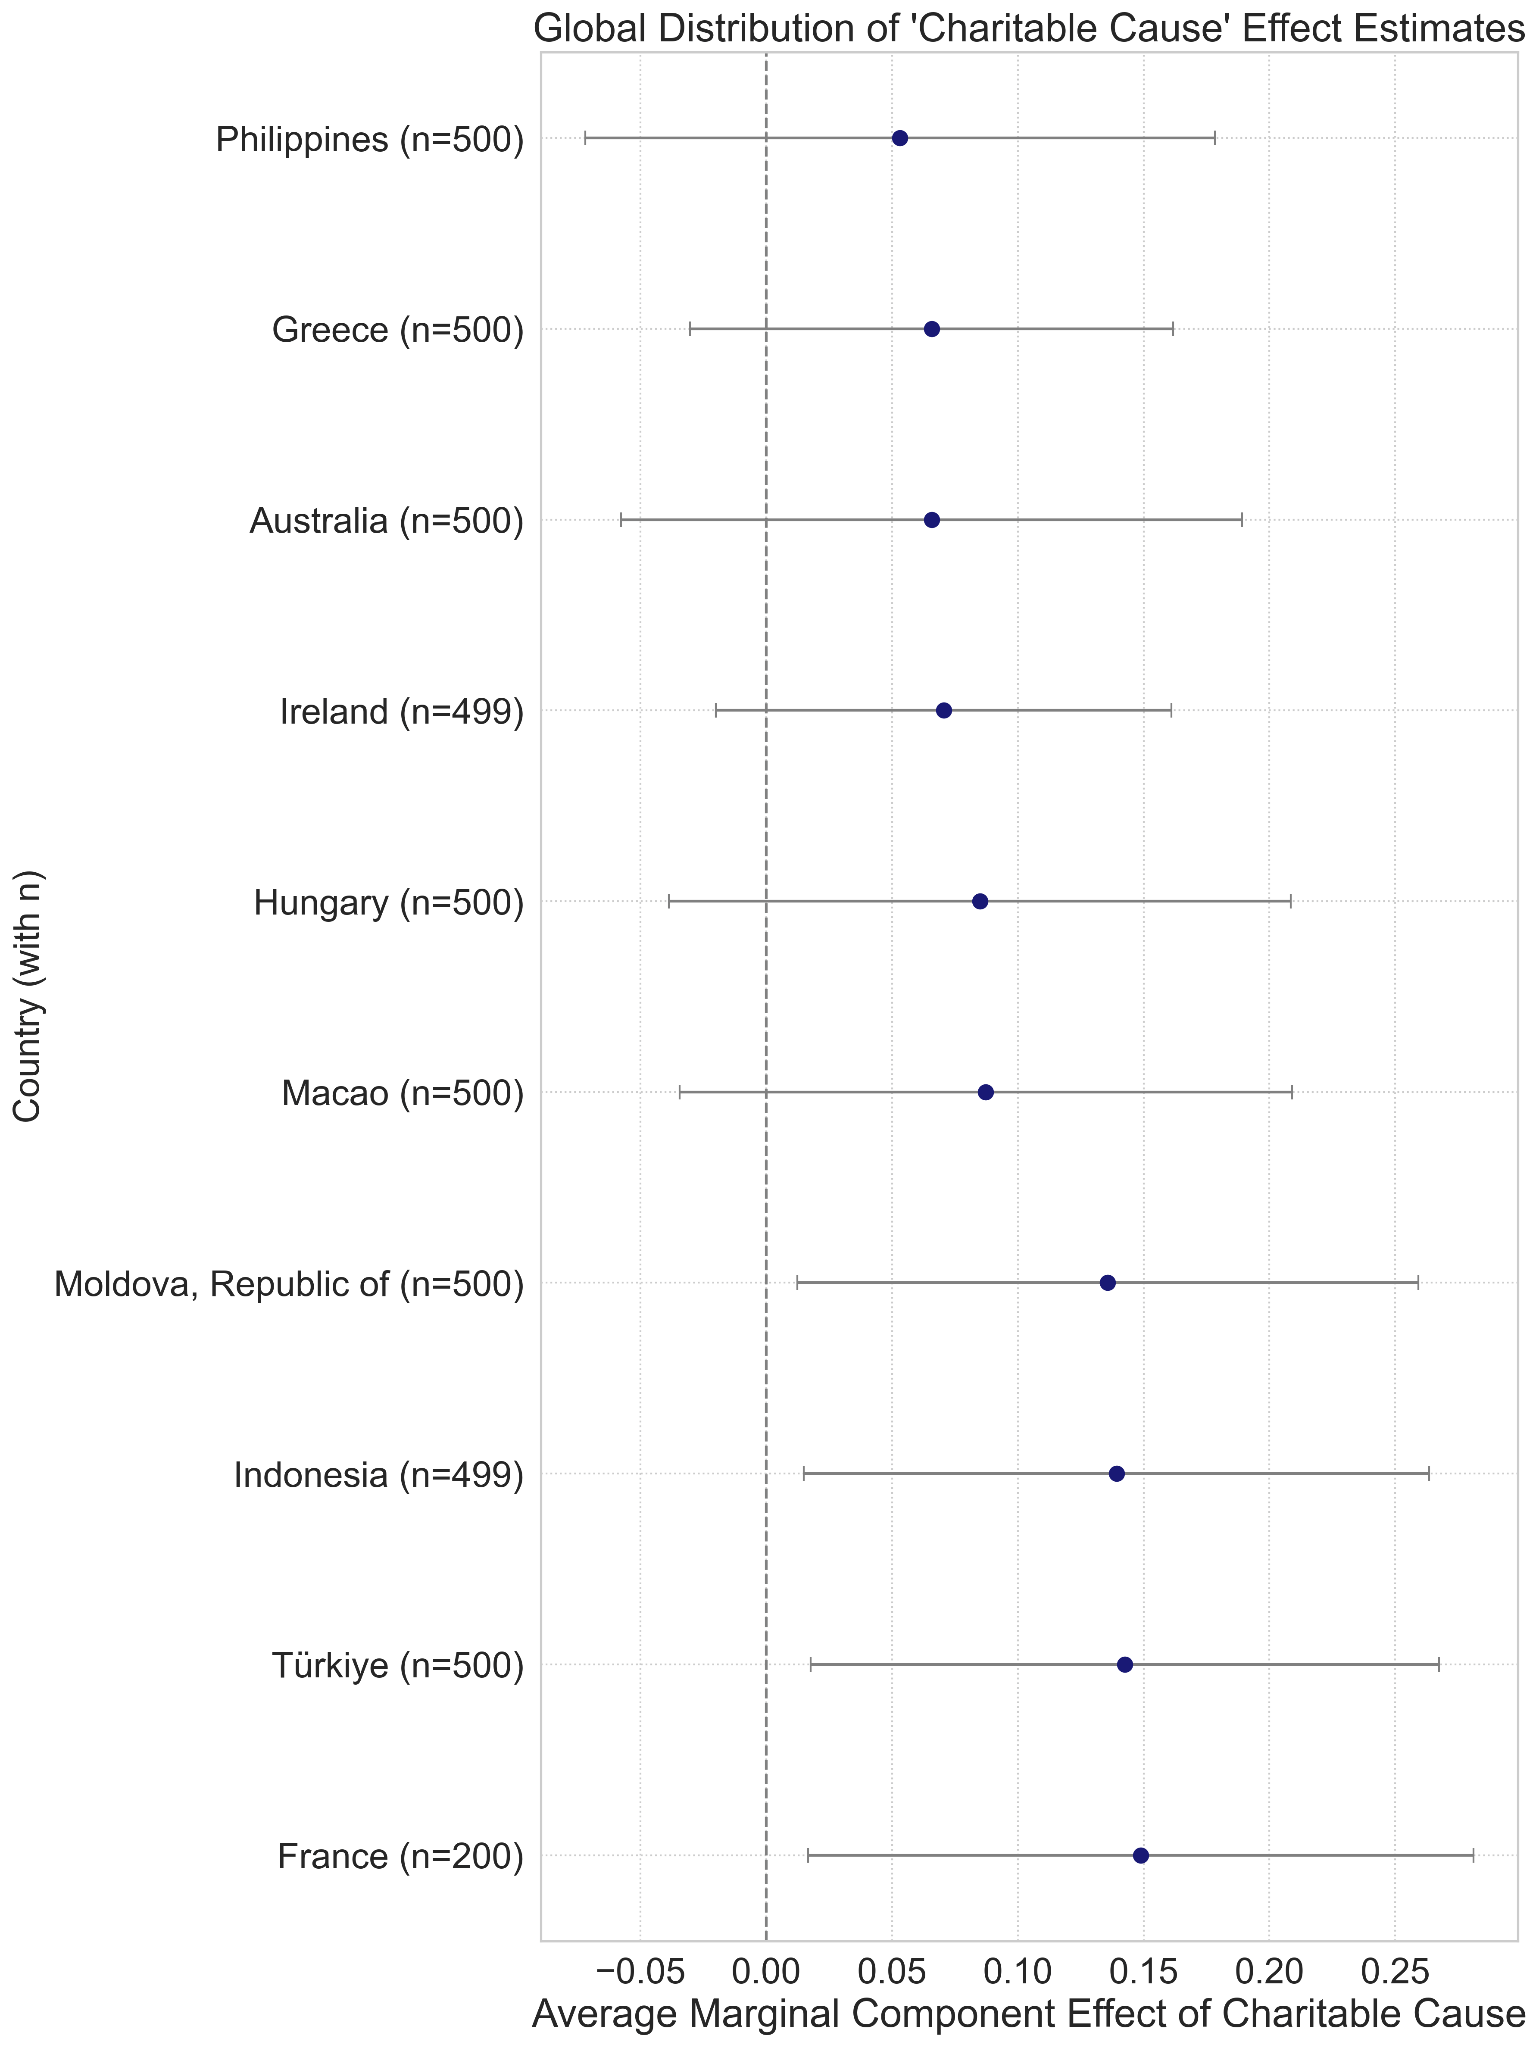 Global Distribution of 'Charitable Cause' Effect Estimates
Country (with n)
Philippines (n=500)
Greece (n=500)
Australia (n=500)
Ireland (n=499)
Hungary (n=500)
Macao (n=500)
Moldova, Republic of (n=500)
Indonesia (n=499)
Türkiye (n=500)
France (n=200)
−0.05 0.00 0.05 0.10 0.15 0.20 0.25
Average Marginal Component Effect of Charitable Cause